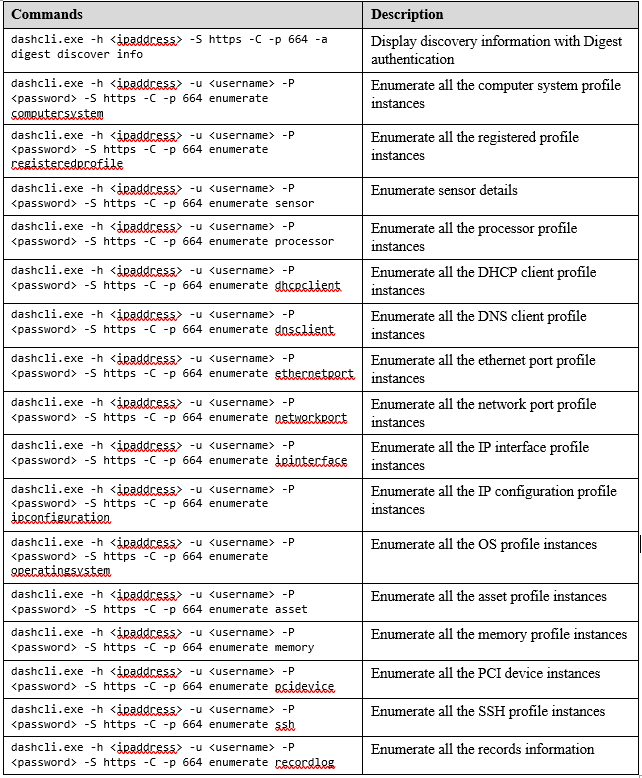 Commands
Description
dashcli.exe -h <ipaddress> -S https -C -p 664 -a
digest discover info
Display discovery information with Digest
authentication
dashcli.exe -h <ipaddress> -u <username> -P
<password> -S https -C -p 664 enumerate
computersystem
Enumerate all the computer system profile
instances
dashcli.exe -h <ipaddress> -u <username> -P
<password> -S https -C -p 664 enumerate
registeredprofile
Enumerate all the registered profile
instances
dashcli.exe -h <ipaddress> -u <username> -P
<password> -S https -C -p 664 enumerate sensor
Enumerate sensor details
dashcli.exe -h <ipaddress> -u <username> -P
<password> -S https -C -p 664 enumerate processor
Enumerate all the processor profile
instances
dashcli.exe -h <ipaddress> -u <username> -P
<password> -S https -C -p 664 enumerate dhcpclient
Enumerate all the DHCP client profile
instances
dashcli.exe -h <ipaddress> -u <username> -P
<password> -S https -C -p 664 enumerate dnsclient
Enumerate all the DNS client profile
instances
dashcli.exe -h <ipaddress> -u <username> -P
<password> -S https -C -p 664 enumerate ethernetport
Enumerate all the ethernet port profile
instances
dashcli.exe -h <ipaddress> -u <username> -P
<password> -S https -C -p 664 enumerate networkport
Enumerate all the network port profile
instances
dashcli.exe -h <ipaddress> -u <username> -P
<password> -S https -C -p 664 enumerate ipinterface
Enumerate all the IP interface profile
instances
dashcli.exe -h <ipaddress> -u <username> -P
<password> -S https -C -p 664 enumerate
ipconfiguration
Enumerate all the IP configuration profile
instances
dashcli.exe -h <ipaddress> -u <username> -P
<password> -S https -C -p 664 enumerate
operatingsystem
Enumerate all the OS profile instances
dashcli.exe -h <ipaddress> -u <username> -P
<password> -S https -C -p 664 enumerate asset
Enumerate all the asset profile instances
dashcli.exe -h <ipaddress> -u <username> -P
<password> -S https -C -p 664 enumerate memory
Enumerate all the memory profile instances
dashcli.exe -h <ipaddress> -u <username> -P
<password> -S https -C -p 664 enumerate pcidevice
Enumerate all the PCI device instances
dashcli.exe -h <ipaddress> -u <username> -P
<password> -S https -C -p 664 enumerate ssh
Enumerate all the SSH profile instances
dashcli.exe -h <ipaddress> -u <username> -P
<password> -S https -C -p 664 enumerate recordlog
Enumerate all the records information